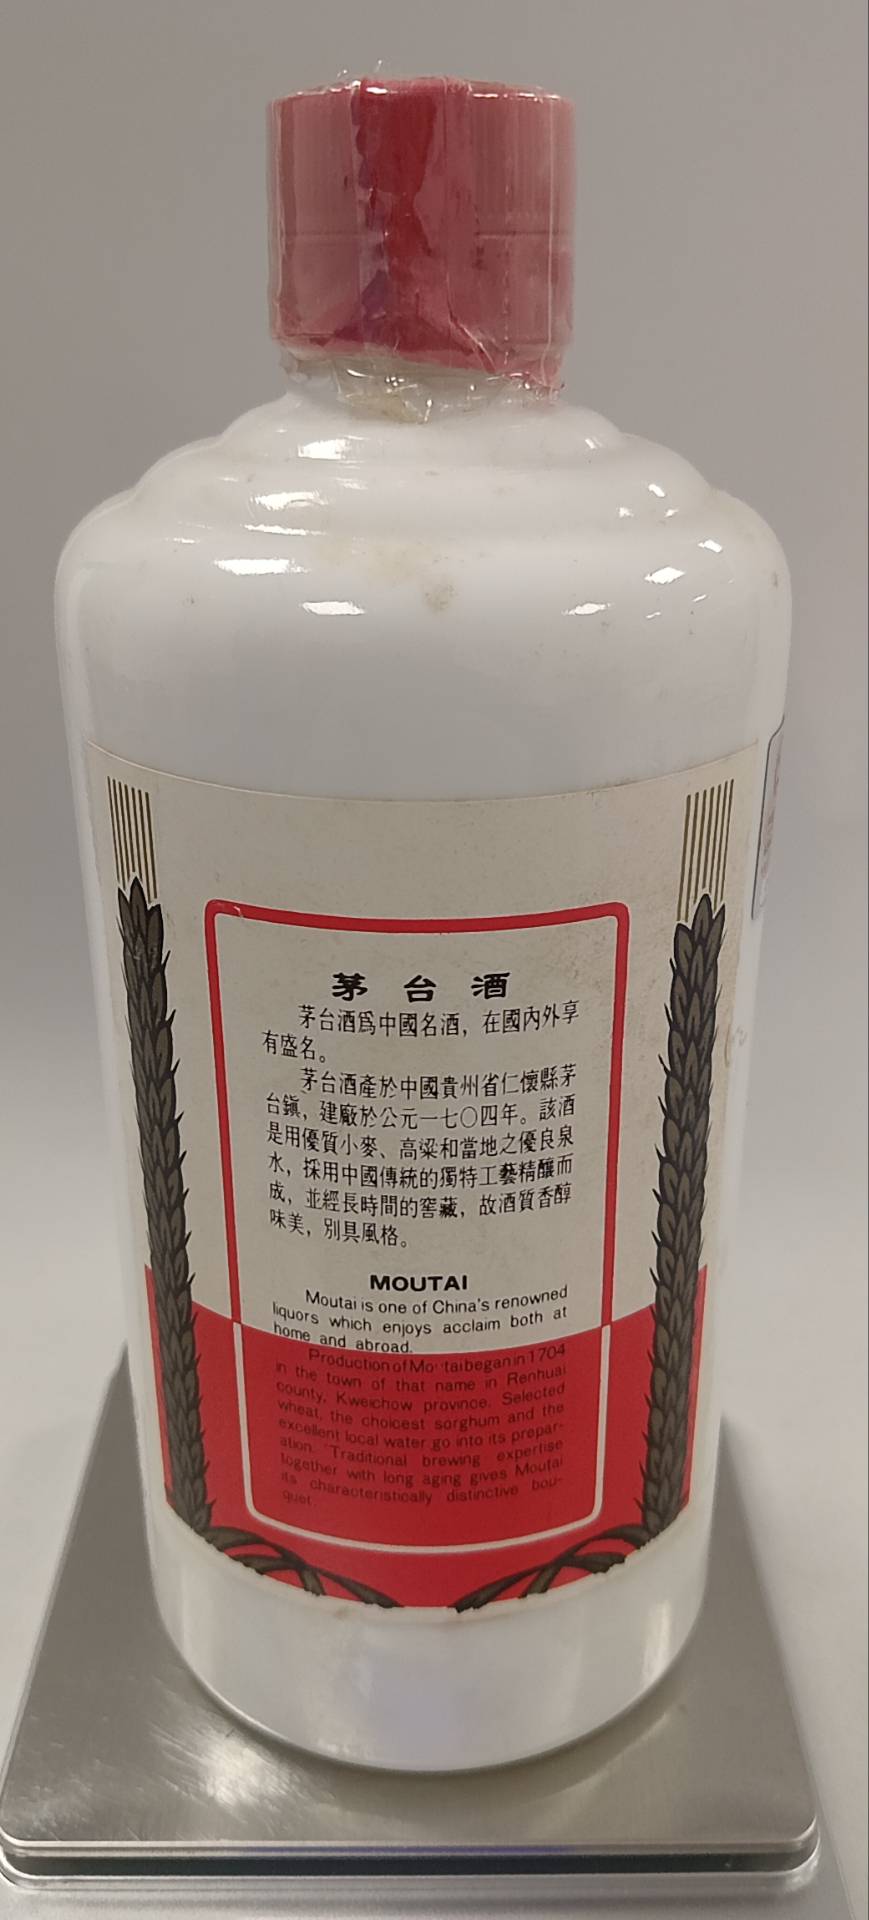 茅台酒
茅台酒爲中國名酒，在國內外享
有盛名。
茅台酒產於中國貴州省仁懷縣茅
台鎮，建廠於公元一七〇四年。該酒
是用優質小麥、高粱和當地之優良泉
水，採用中國傳統的獨特工藝精釀而
成，並經長時間的窖藏，故酒質香醇
味美，別具風格。
MOUTAI
Moutai is one of China's renowned
liquors which enjoys acclaim both at
home and abroad.
Production of Moutai began in 1704
in the town of that name in Renhuai
county, Kweichow province. Selected
wheat, the choicest sorghum and the
excellent local water go into its prepar-
ation. Traditional brewing expertise
together with long aging gives Moutai
its characteristically distinctive bou-
quet